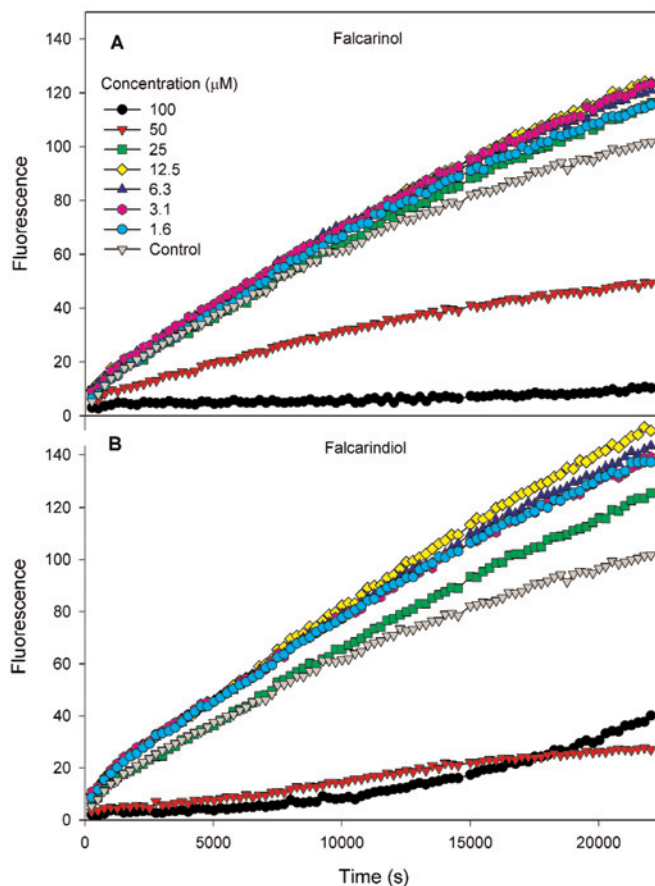 140
A
Falcarinol
120
Concentration (μM)
100
50
25
12.5
6.3
3.1
1.6
Control
100
80
60
40
20
0
Fluorescence
B
Falcarindiol
140
120
100
80
60
40
20
0
Fluorescence
0 5000 10000 15000 20000
Time (s)